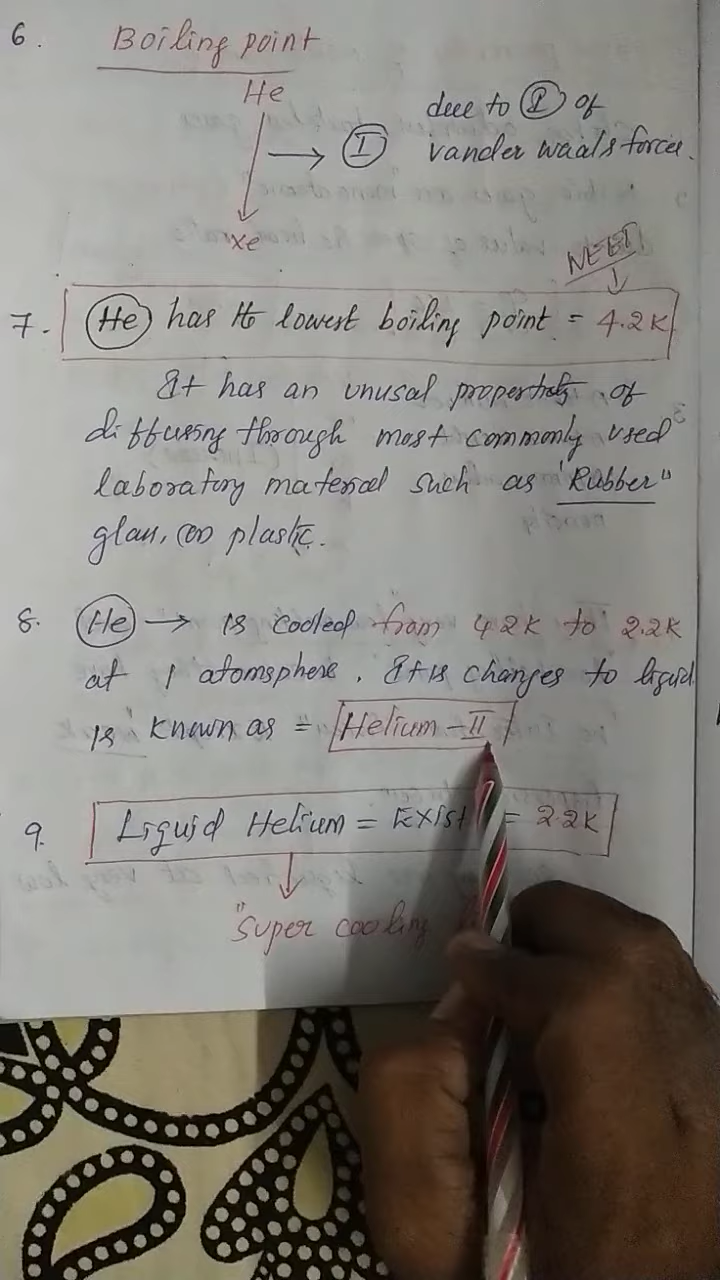 6. Boiling point
He
due to (I) of
→ (I) vander waals forces.
Xe
NEET
7. He has the lowest boiling point = 4.2K
It has an unusal property of
diffusing through most commonly used
laboratory material such as "Rubber"
glass, (or) plastic.
8. He → is cooled from 4.2K to 2.2K
at 1 atomsphere. It is changes to liquid
is known as = Helium - II
9. Liquid Helium = Exist = 2.2K
"super cooling